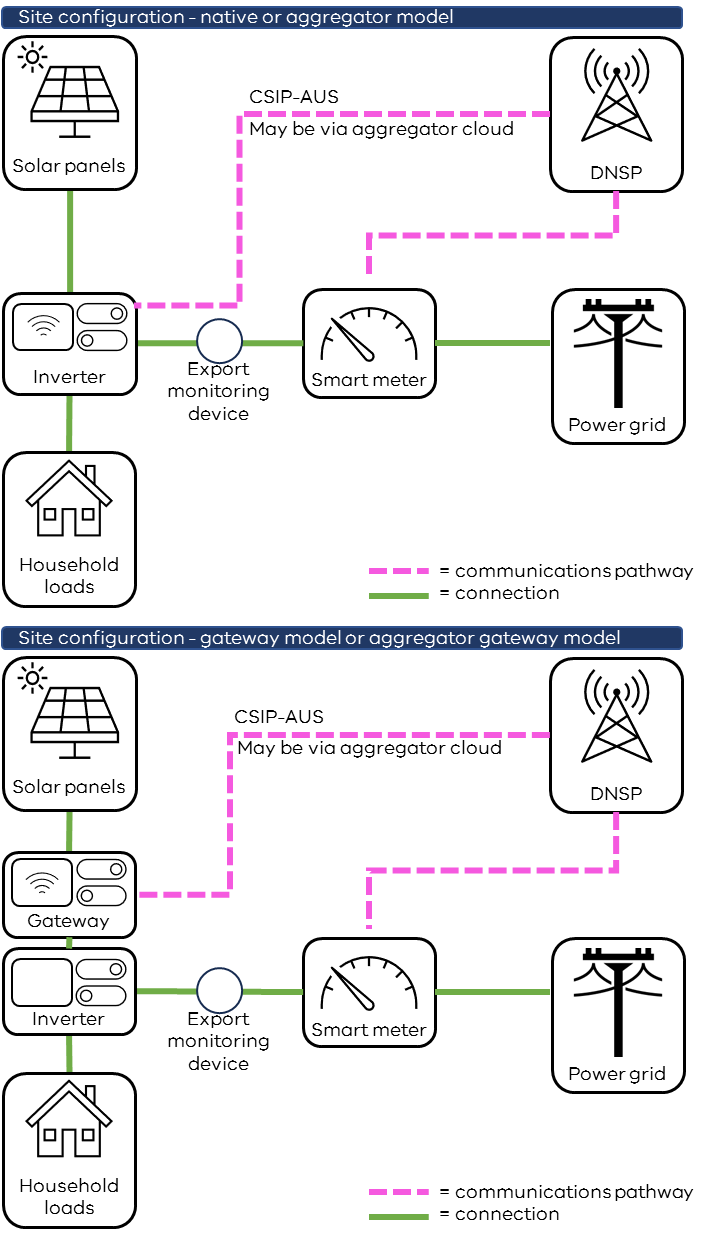 Site configuration - native or aggregator model
CSIP-AUS
May be via aggregator cloud
Solar panels
DNSP
Inverter
Export
monitoring
device
Smart meter
Power grid
Household
loads
= communications pathway
= connection
Site configuration - gateway model or aggregator gateway model
CSIP-AUS
May be via aggregator cloud
Solar panels
DNSP
Gateway
Inverter
Export
monitoring
device
Smart meter
Power grid
Household
loads
= communications pathway
= connection